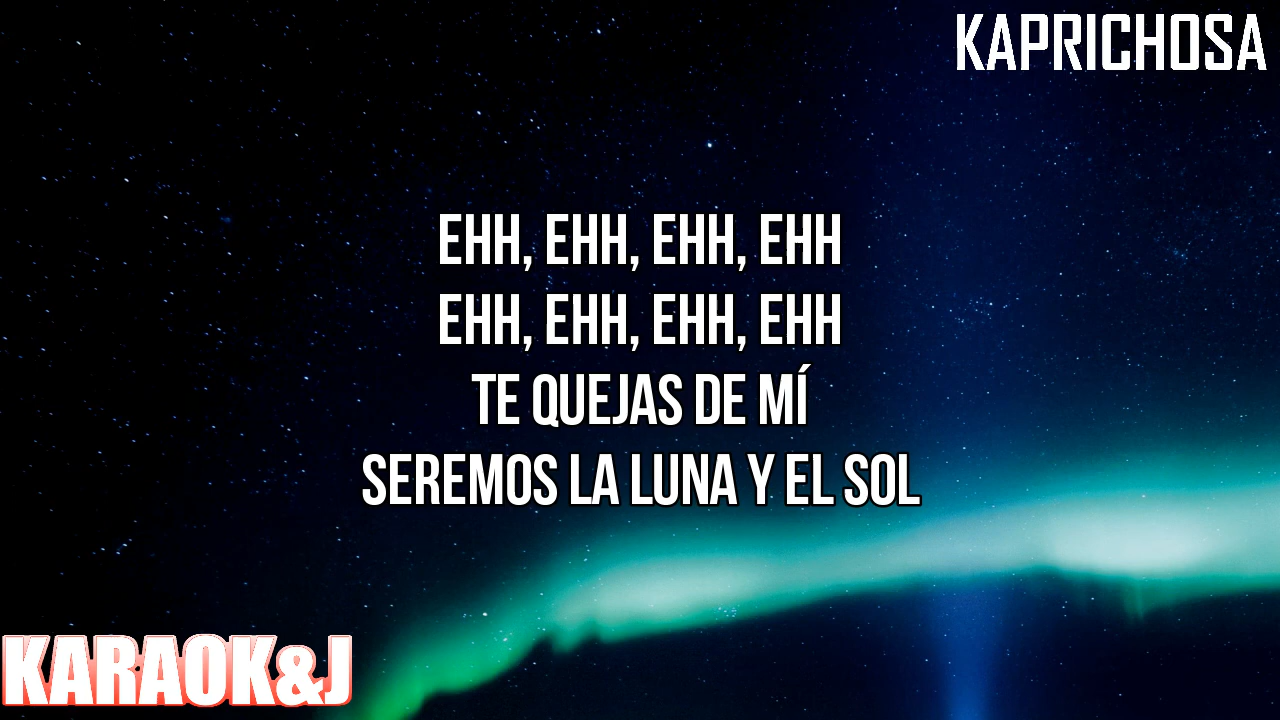 KAPRICHOSA
EHH, EHH, EHH, EHH
EHH, EHH, EHH, EHH
TE QUEJAS DE MÍ
SEREMOS LA LUNA Y EL SOL
KARAOK&J